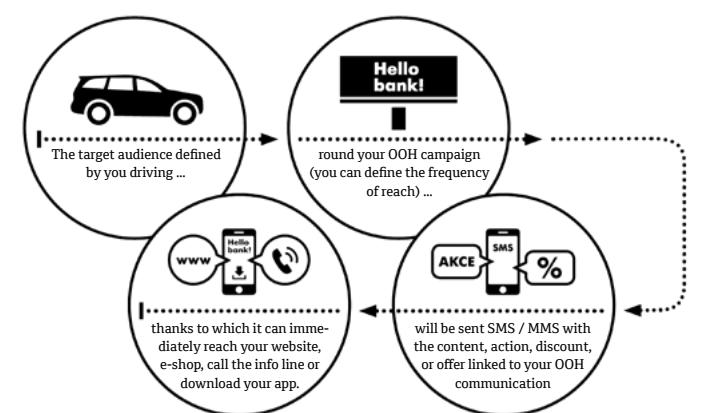 Hello
bank!
The target audience defined
by you driving ...
round your OOH campaign
(you can define the frequency
of reach) ...
AKCE
SMS
%
will be sent SMS / MMS with
the content, action, discount,
or offer linked to your OOH
communication
www
Hello
bank!
thanks to which it can imme-
diately reach your website,
e-shop, call the info line or
download your app.